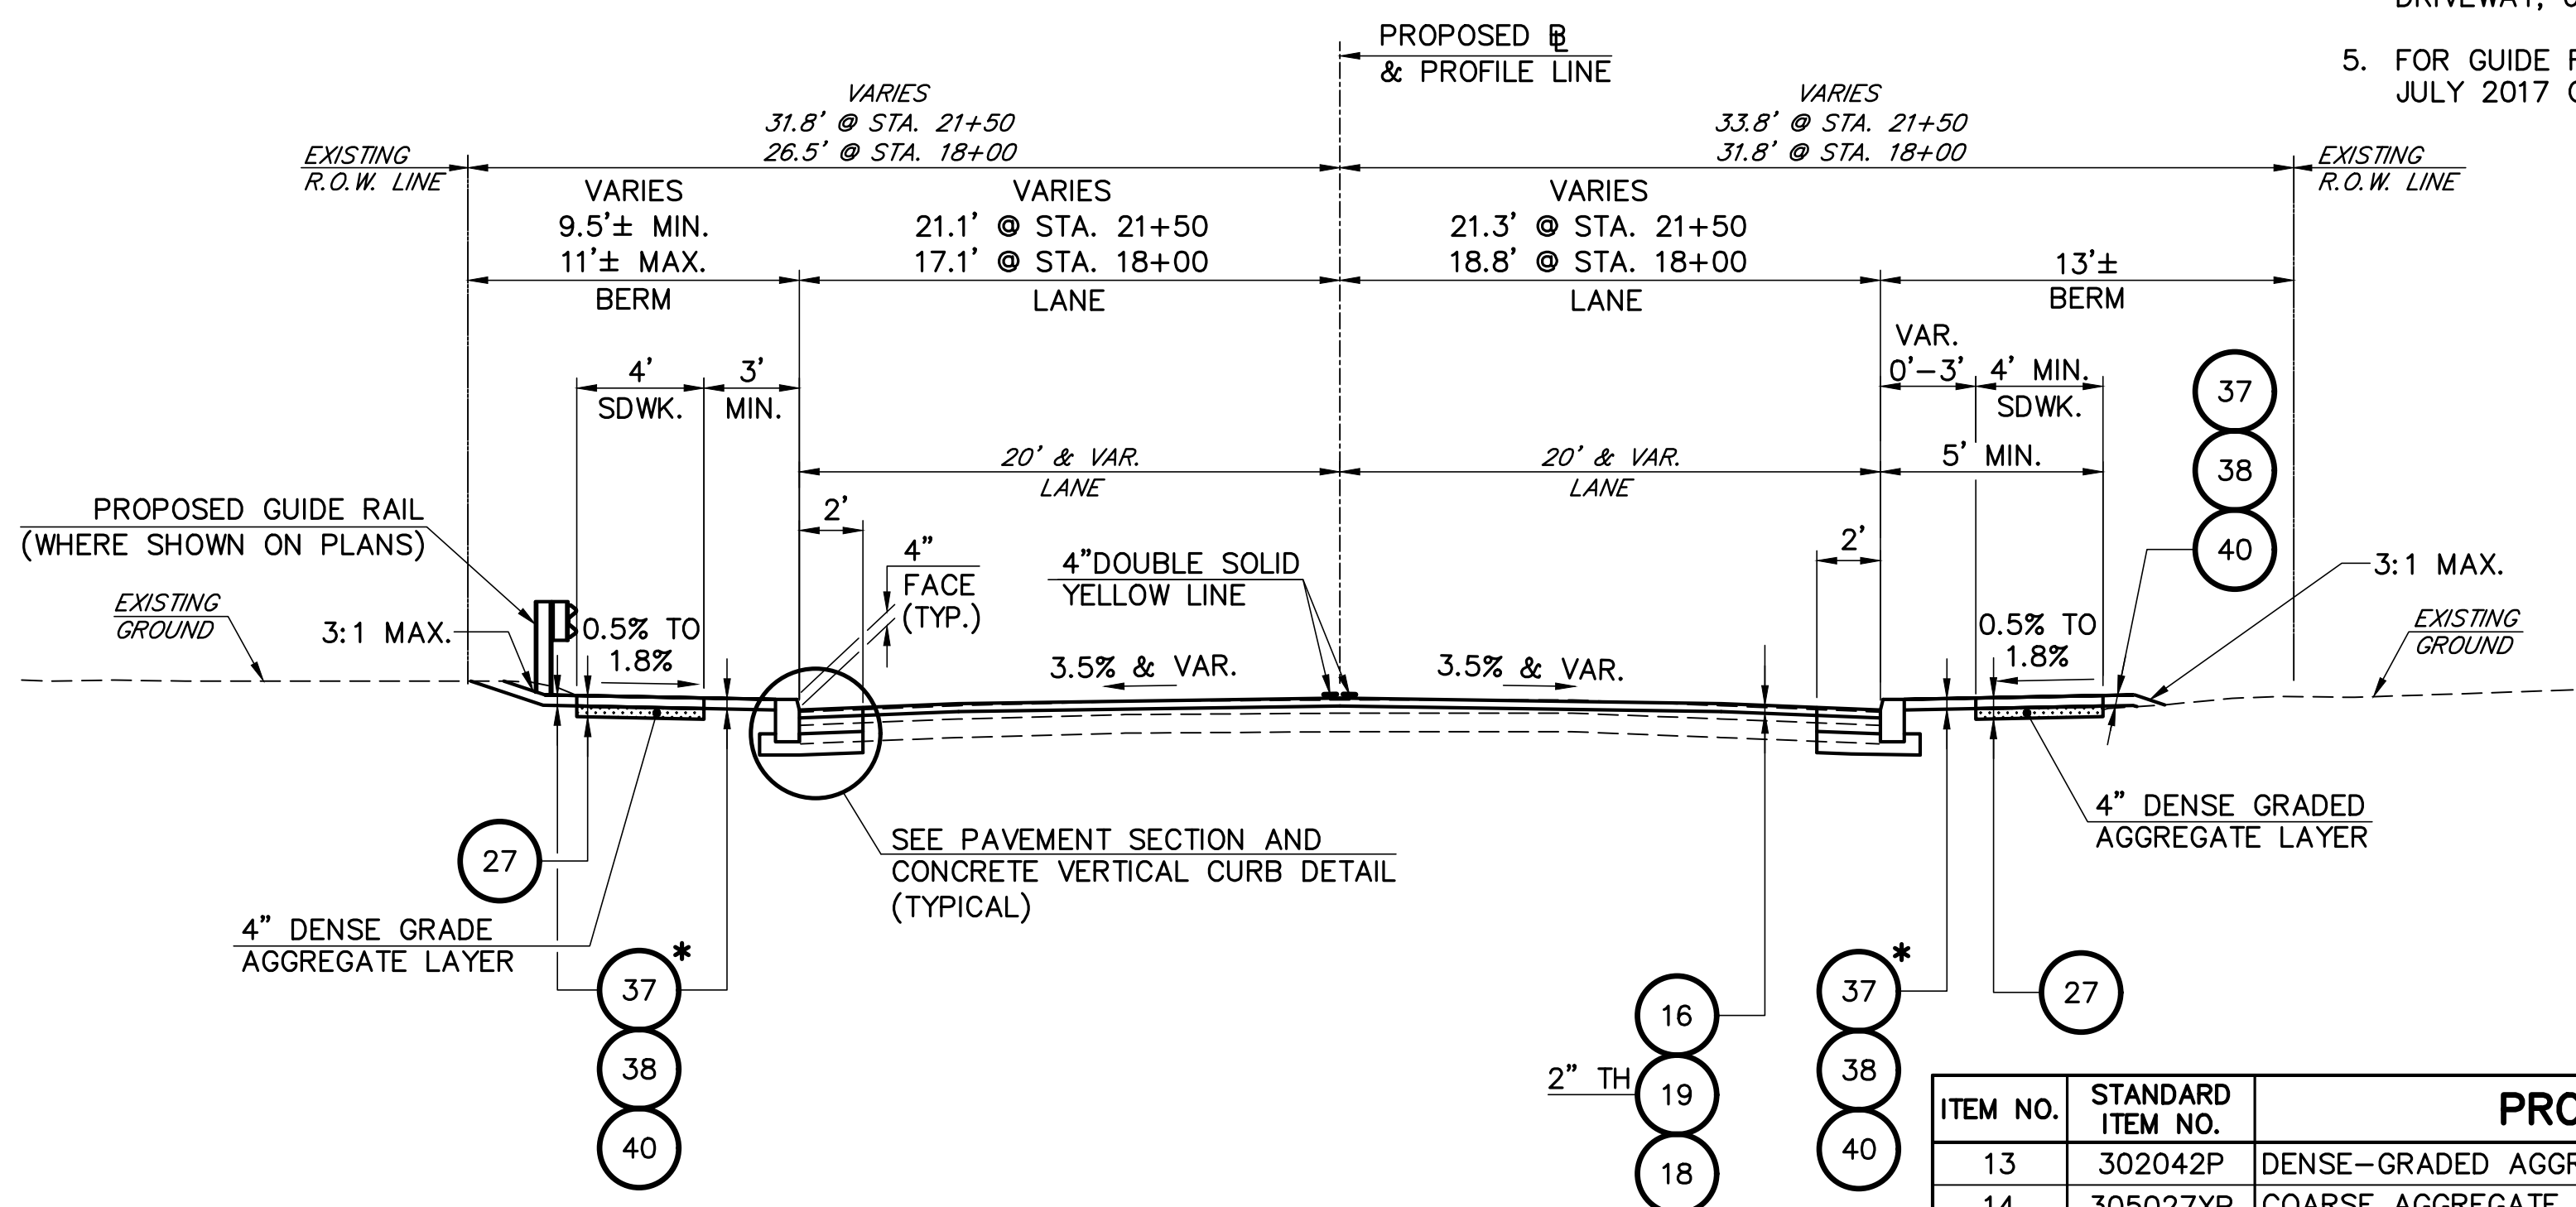 DRIVEWAY,
PROPOSED BL
& PROFILE LINE
5. FOR GUIDE
JULY 2017
VARIES
31.8' @ STA. 21+50
26.5' @ STA. 18+00
VARIES
33.8' @ STA. 21+50
31.8' @ STA. 18+00
EXISTING
R.O.W. LINE
EXISTING
R.O.W. LINE
VARIES
9.5'± MIN.
11'± MAX.
BERM
VARIES
21.1' @ STA. 21+50
17.1' @ STA. 18+00
LANE
VARIES
21.3' @ STA. 21+50
18.8' @ STA. 18+00
LANE
13'±
BERM
4'
SDWK.
3'
MIN.
VAR.
0'-3'
4' MIN.
SDWK.
5' MIN.
37
38
40
20' & VAR.
LANE
20' & VAR.
LANE
PROPOSED GUIDE RAIL
(WHERE SHOWN ON PLANS)
2'
4"
FACE
(TYP.)
4"DOUBLE SOLID
YELLOW LINE
2'
3:1 MAX.
EXISTING
GROUND
3:1 MAX.
0.5% TO
1.8%
3.5% & VAR.
3.5% & VAR.
0.5% TO
1.8%
EXISTING
GROUND
27
SEE PAVEMENT SECTION AND
CONCRETE VERTICAL CURB DETAIL
(TYPICAL)
4" DENSE GRADED
AGGREGATE LAYER
4" DENSE GRADE
AGGREGATE LAYER
37 *
38
40
16
2" TH 19
18
37 *
38
40
27
ITEM NO. STANDARD ITEM NO.
13 302042P DENSE-GRADED
14 305027XP COARSE AGGREGATE